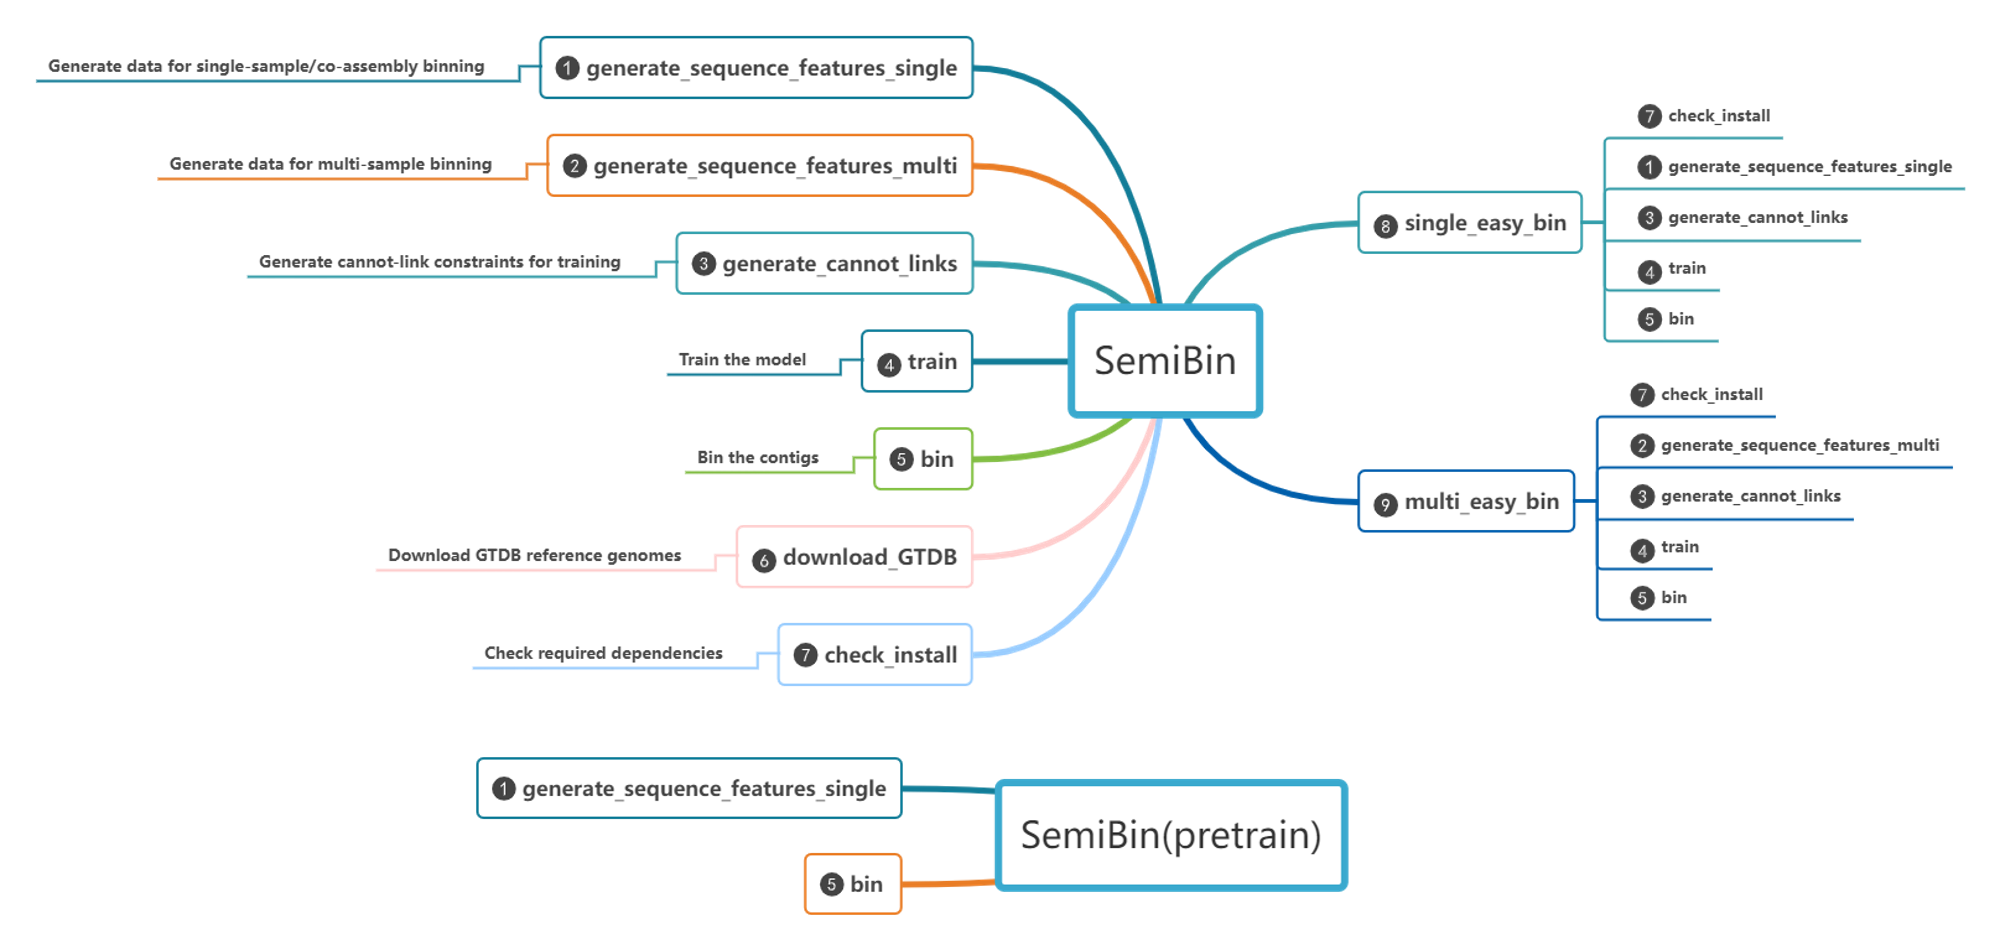 Generate data for single-sample/co-assembly binning
1 generate_sequence_features_single
Generate data for multi-sample binning
2 generate_sequence_features_multi
Generate cannot-link constraints for training
3 generate_cannot_links
Train the model
4 train
Bin the contigs
5 bin
Download GTDB reference genomes
6 download_GTDB
Check required dependencies
7 check_install
SemiBin
8 single_easy_bin
7 check_install
1 generate_sequence_features_single
3 generate_cannot_links
4 train
5 bin
9 multi_easy_bin
7 check_install
2 generate_sequence_features_multi
3 generate_cannot_links
4 train
5 bin
1 generate_sequence_features_single
5 bin
SemiBin(pretrain)